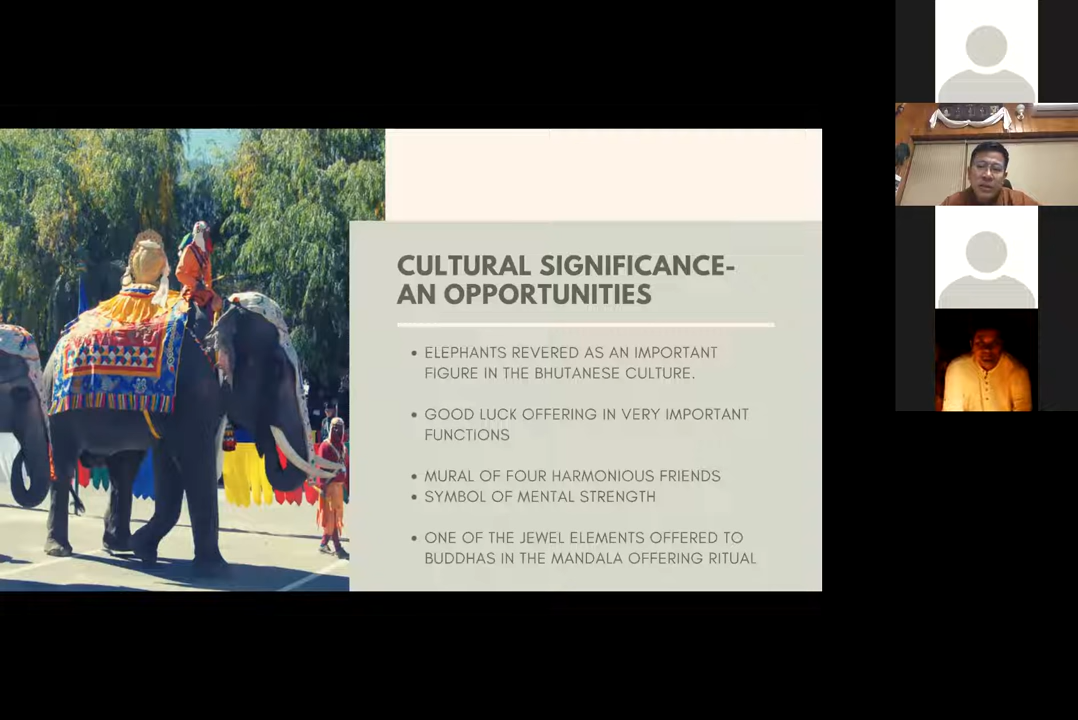 CULTURAL SIGNIFICANCE-
AN OPPORTUNITIES
• ELEPHANTS REVERED AS AN IMPORTANT
FIGURE IN THE BHUTANESE CULTURE.
• GOOD LUCK OFFERING IN VERY IMPORTANT
FUNCTIONS
• MURAL OF FOUR HARMONIOUS FRIENDS
• SYMBOL OF MENTAL STRENGTH
• ONE OF THE JEWEL ELEMENTS OFFERED TO
BUDDHAS IN THE MANDALA OFFERING RITUAL